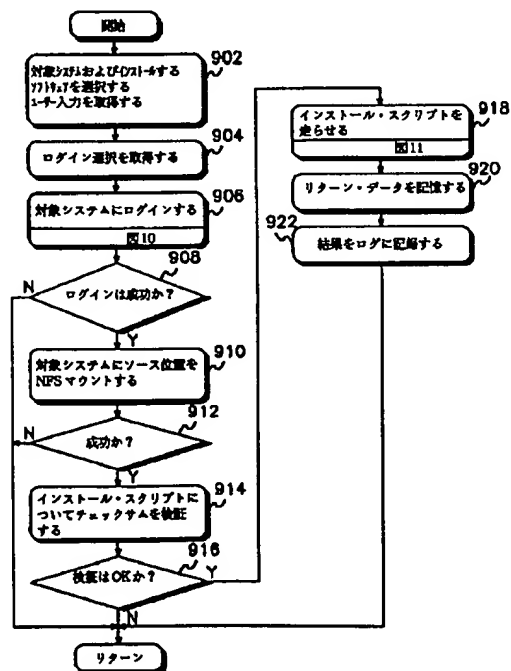 開始
902
対象システムおよびインストールする
ソフトウェアを選択する
ユーザー入力を取得する
904
ログイン選択を取得する
906
対象システムにログインする
図10
908
ログインは成功か？
N
Y
910
対象システムにソース位置を
NFSマウントする
912
成功か？
N
Y
914
インストール・スクリプトに
ついてチェックサムを検証
する
916
検証はOKか？
Y
N
リターン
918
インストール・スクリプトを
走らせる
図11
920
リターン・データを記憶する
922
結果をログに記録する